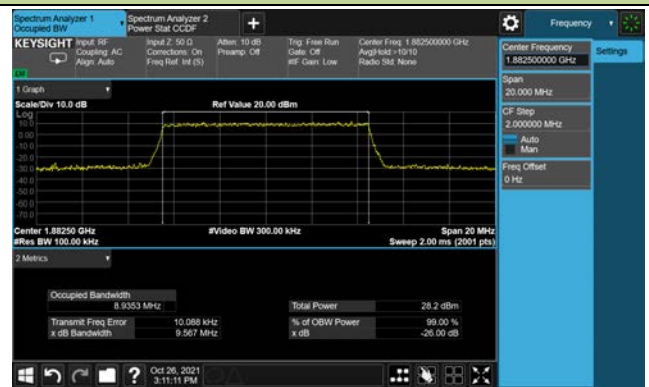 Spectrum Analyzer 1
Occupied BW
Spectrum Analyzer 2
Power Stat CCDF
+
Frequency
KEYSIGHT
Input: RF
Coupling: AC
Align: Auto
Input Z: 50 Ω
Corrections: On
Freq Ref: Int (S)
Atten: 10 dB
Preamp: Off
Trig: Free Run
Gate: Off
#IF Gain: Low
Center Freq: 1.882500000 GHz
Avg|Hold:>10/10
Radio Std: None
Center Frequency
1.882500000 GHz
Settings
Span
20.000 MHz
CF Step
2.000000 MHz
Auto
Man
Freq Offset
0 Hz
1 Graph
Scale/Div 10.0 dB
Ref Value 20.00 dBm
Log
10.0
0.00
-10.0
-20.0
-30.0
-40.0
-50.0
-60.0
-70.0
Center 1.88250 GHz
#Video BW 300.00 kHz
Span 20 MHz
#Res BW 100.00 kHz
Sweep 2.00 ms (2001 pts)
2 Metrics
Occupied Bandwidth
8.9353 MHz
Total Power
28.2 dBm
Transmit Freq Error
10.088 kHz
% of OBW Power
99.00 %
x dB Bandwidth
9.567 MHz
x dB
-26.00 dB
?
Oct 26, 2021
3:11:11 PM